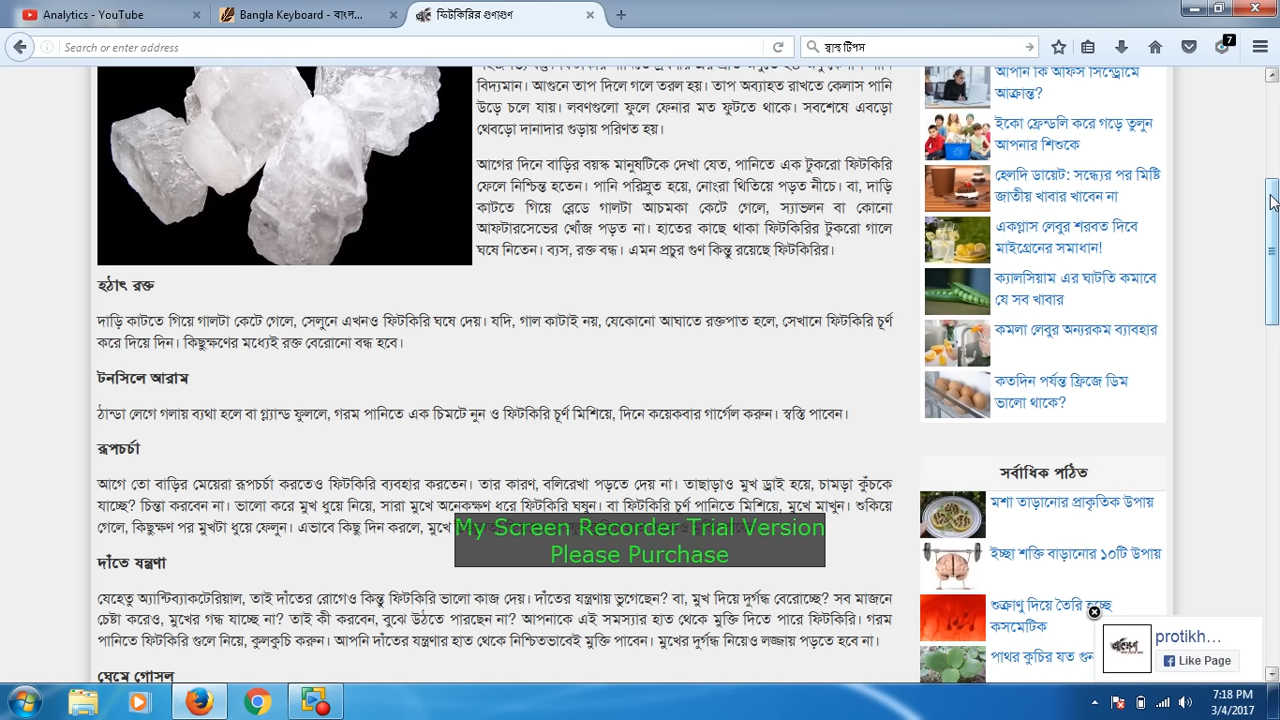 Analytics - YouTube
Bangla Keyboard - বাংল...
ফিটকিরির গুণাগুণ
Search or enter address
স্বাস্থ টিপস
7
বিদ্যমান। আগুনে তাপ দিলে গলে তরল হয়। তাপ অব্যাহত রাখতে কেলাস পানি
উড়ে চলে যায়। লবণগুলো ফুলে ফেনার মত ফুটতে থাকে। সবশেষে এবড়ো
থেবড়ো দানাদার গুড়ায় পরিণত হয়।
আগের দিনে বাড়ির বয়স্ক মানুষটিকে দেখা যেত, পানিতে এক টুকরো ফিটকিরি
ফেলে নিশ্চিন্ত হতেন। পানি পরিস্রুত হয়ে, নোংরা থিতিয়ে পড়ত নীচে। বা, দাড়ি
কাটতে গিয়ে ব্লেডে গালটা আচমকা কেটে গেলে, স্যাভলন বা কোনো
আফটারসেভের খোঁজ পড়ত না। হাতের কাছে থাকা ফিটকিরির টুকরো গালে
ঘষে নিতেন। ব্যস, রক্ত বন্ধ। এমন প্রচুর গুণ কিন্তু রয়েছে ফিটকিরির।
হঠাৎ রক্ত
দাড়ি কাটতে গিয়ে গালটা কেটে গেলে, সেলুনে এখনও ফিটকিরি ঘষে দেয়। যদি, গাল কাটাই নয়, যেকোনো আঘাতে রক্তপাত হলে, সেখানে ফিটকিরি চূর্ণ
করে দিয়ে দিন। কিছুক্ষণের মধ্যেই রক্ত বেরোনো বন্ধ হবে।
টনসিলে আরাম
ঠান্ডা লেগে গলায় ব্যথা হলে বা গ্ল্যান্ড ফুললে, গরম পানিতে এক চিমটে নুন ও ফিটকিরি চূর্ণ মিশিয়ে, দিনে কয়েকবার গার্গেল করুন। স্বস্তি পাবেন।
রূপচর্চা
আগে তো বাড়ির মেয়েরা রূপচর্চা করতেও ফিটকিরি ব্যবহার করতেন। তার কারণ, বলিরেখা পড়তে দেয় না। তাছাড়াও মুখ ড্রাই হয়ে, চামড়া কুঁচকে
যাচ্ছে? চিন্তা করবেন না। ভালো করে মুখ ধুয়ে নিয়ে, সারা মুখে অনেকক্ষণ ধরে ফিটকিরি ঘষুন। বা ফিটকিরি চূর্ণ পানিতে মিশিয়ে, মুখে মাখুন। শুকিয়ে
গেলে, কিছুক্ষণ পর মুখটা ধুয়ে ফেলুন। এভাবে কিছু দিন করলে, মুখে
My Screen Recorder Trial Version
Please Purchase
দাঁতে যন্ত্রণা
যেহেতু অ্যান্টিব্যাকটেরিয়াল। তাই দাঁতের রোগেও কিন্তু ফিটকিরি ভালো কাজ দেয়। দাঁতের যন্ত্রণায় ভুগেছেন? বা, মুখ দিয়ে দুর্গন্ধ বেরোচ্ছে? সব মাজনে
চেষ্টা করেও, মুখের গন্ধ যাচ্ছে না? তাই কী করবেন, বুঝে উঠতে পারছেন না? আপনাকে এই সমস্যার হাত থেকে মুক্তি দিতে পারে ফিটকিরি। গরম
পানিতে ফিটকিরি গুলে নিয়ে, কুলকুচি করুন। আপনি দাঁতের যন্ত্রণার হাত থেকে নিশ্চিতভাবেই মুক্তি পাবেন। মুখের দুর্গন্ধ নিয়েও লজ্জায় পড়তে হবে না।
ঘেমে গোসল
আপনি কি অফিস সিন্ড্রোমে
আক্রান্ত?
ইকো ফ্রেন্ডলি করে গড়ে তুলুন
আপনার শিশুকে
হেলদি ডায়েট: সন্ধ্যের পর মিষ্টি
জাতীয় খাবার খাবেন না
একগ্লাস লেবুর শরবত দিবে
মাইগ্রেনের সমাধান!
ক্যালসিয়াম এর ঘাটতি কমাবে
যে সব খাবার
কমলা লেবুর অন্যরকম ব্যাবহার
কতদিন পর্যন্ত ফ্রিজে ডিম
ভালো থাকে?
সর্বাধিক পঠিত
মশা তাড়ানোর প্রাকৃতিক উপায়
ইচ্ছা শক্তি বাড়ানোর ১০টি উপায়
শুক্রাণু দিয়ে তৈরি হচ্ছে
কসমেটিক
পাথর কুচির যত
protikh...
Like Page
7:18 PM
3/4/2017